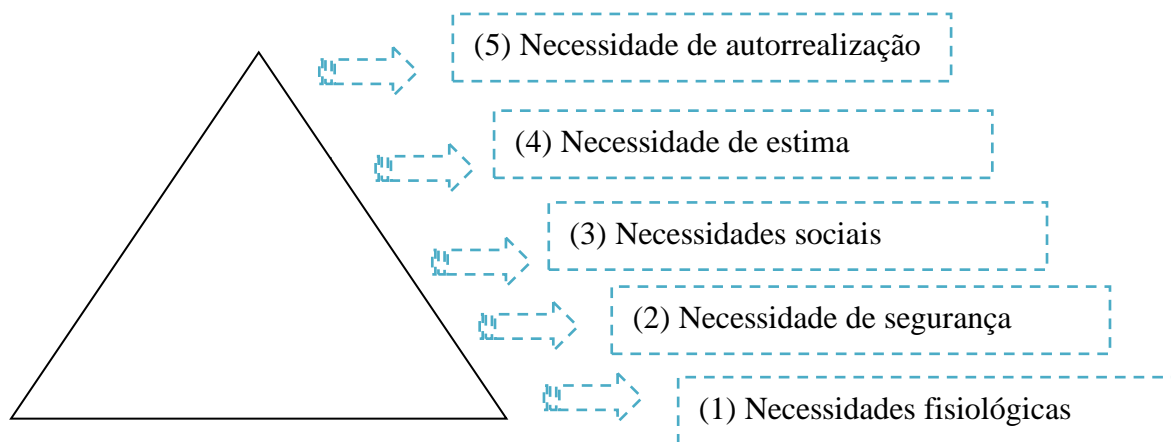 (5) Necessidade de autorrealização
(4) Necessidade de estima
(3) Necessidades sociais
(2) Necessidade de segurança
(1) Necessidades fisiológicas